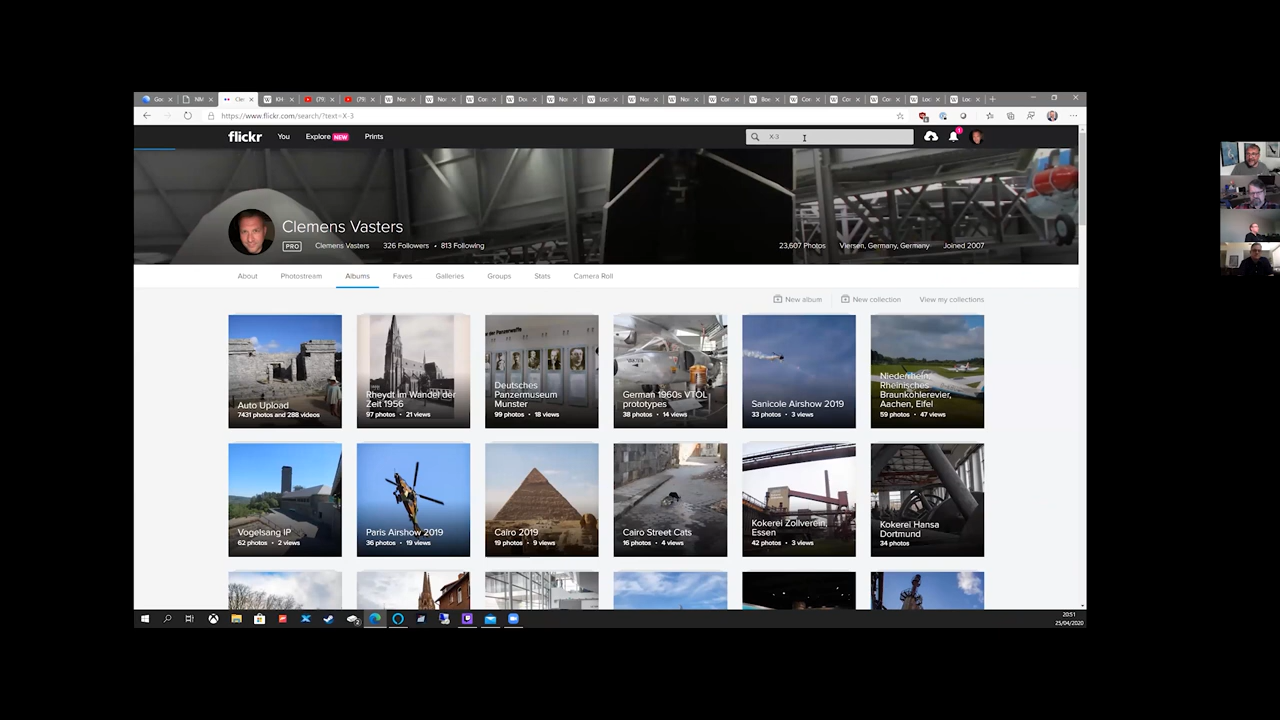 https://www.flickr.com/search/?text=X-3
flickr
You
Explore NEW
Prints
X-3
Clemens Vasters
PRO
Clemens Vasters
326 Followers • 813 Following
23,607 Photos
Viersen, Germany, Germany
Joined 2007
About
Photostream
Albums
Faves
Galleries
Groups
Stats
Camera Roll
New album
New collection
View my collections
Auto Upload
7431 photos and 288 videos
Rheydt im Wandel der
Zeit 1956
97 photos • 21 views
Deutsches
Panzermuseum
Munster
99 photos • 18 views
German 1960s VTOL
prototypes
38 photos • 14 views
Sanicole Airshow 2019
33 photos • 3 views
Niederrhein,
Rheinisches
Braunkohlerevier,
Aachen, Eifel
59 photos • 47 views
Vogelsang IP
62 photos • 2 views
Paris Airshow 2019
36 photos • 19 views
Cairo 2019
19 photos • 9 views
Cairo Street Cats
16 photos • 4 views
Kokerei Zollverein,
Essen
42 photos • 3 views
Kokerei Hansa
Dortmund
34 photos
20:51
25/04/2020